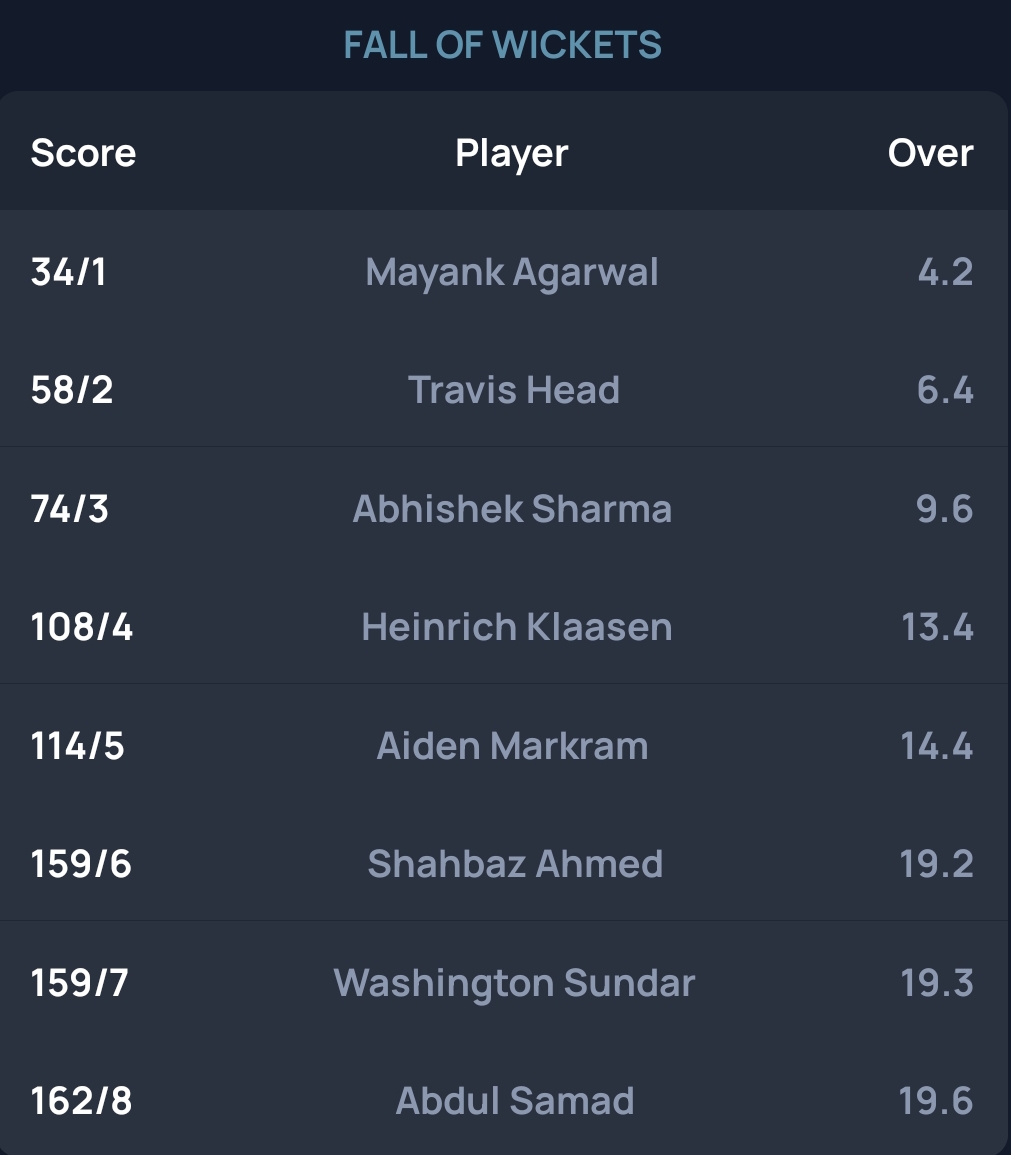 FALL OF WICKETS
Score Player Over
34/1 Mayank Agarwal 4.2
58/2 Travis Head 6.4
74/3 Abhishek Sharma 9.6
108/4 Heinrich Klaasen 13.4
114/5 Aiden Markram 14.4
159/6 Shahbaz Ahmed 19.2
159/7 Washington Sundar 19.3
162/8 Abdul Samad 19.6